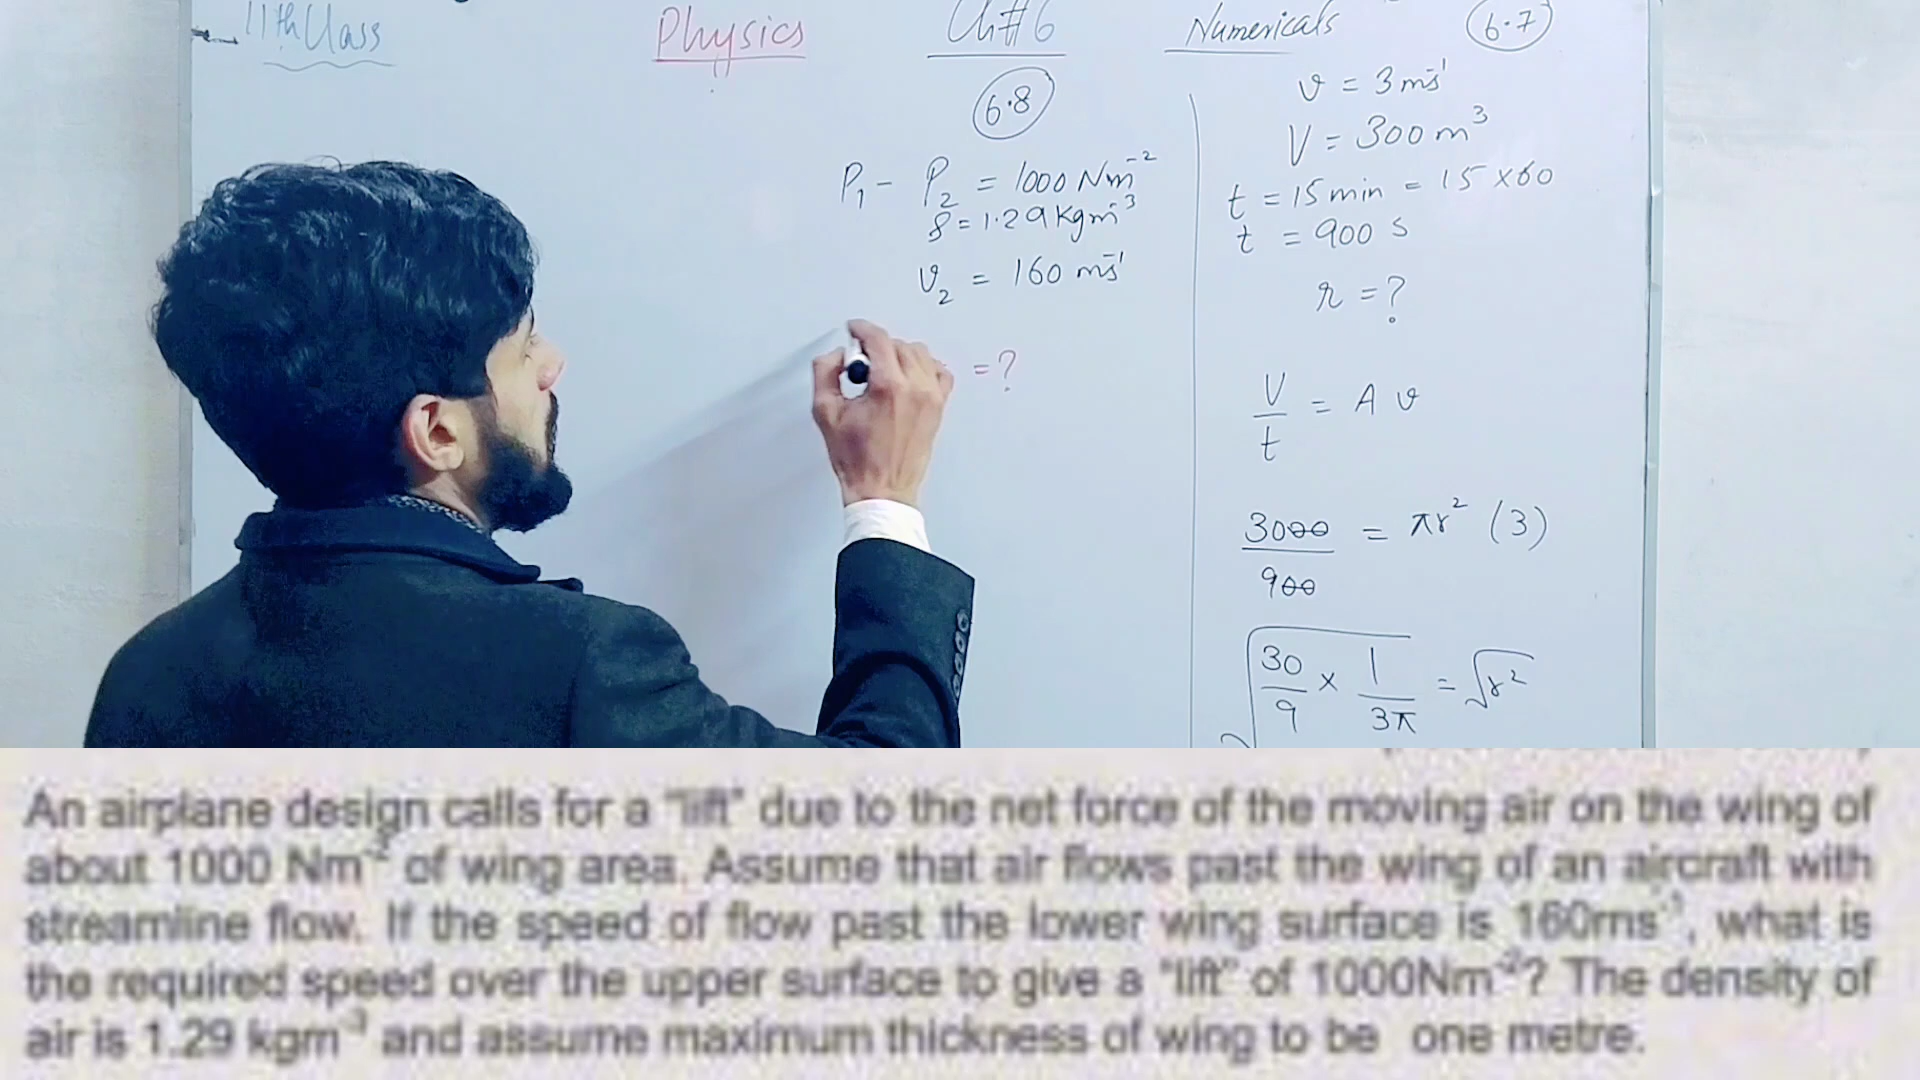 11th Class
Physics
Ch# 6
Numericals
6.7
6.8
P₁ - P₂ = 1000 Nm⁻²
ρ = 1.29 Kgm⁻³
v₂ = 160 ms⁻¹
= ?
v = 3 ms⁻¹
V = 300 m³
t = 15 min = 15 × 60
t = 900 s
r = ?
V/t = A v
3000/900 = πr² (3)
√(30/9 × 1/3π) = √r²
An airplane design calls for a "lift" due to the net force of the moving air on the wing of
about 1000 Nm⁻² of wing area. Assume that air flows past the wing of an aircraft with
streamline flow. If the speed of flow past the lower wing surface is 160ms⁻¹, what is
the required speed over the upper surface to give a "lift" of 1000Nm⁻²? The density of
air is 1.29 kgm⁻³ and assume maximum thickness of wing to be one metre.